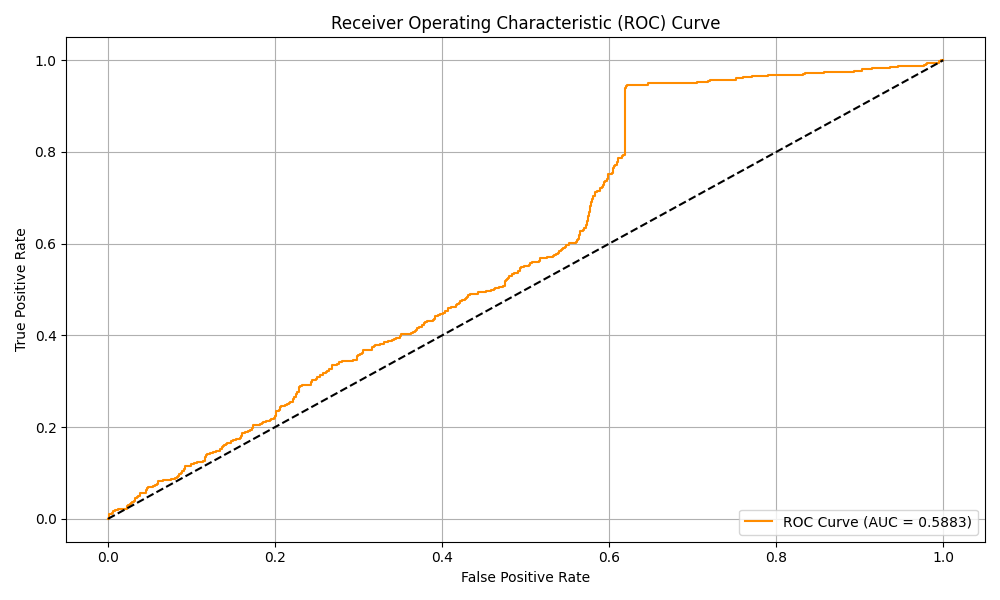 Receiver Operating Characteristic (ROC) Curve
True Positive Rate
1.0
0.8
0.6
0.4
0.2
0.0
ROC Curve (AUC = 0.5883)
0.0 0.2 0.4 0.6 0.8 1.0
False Positive Rate